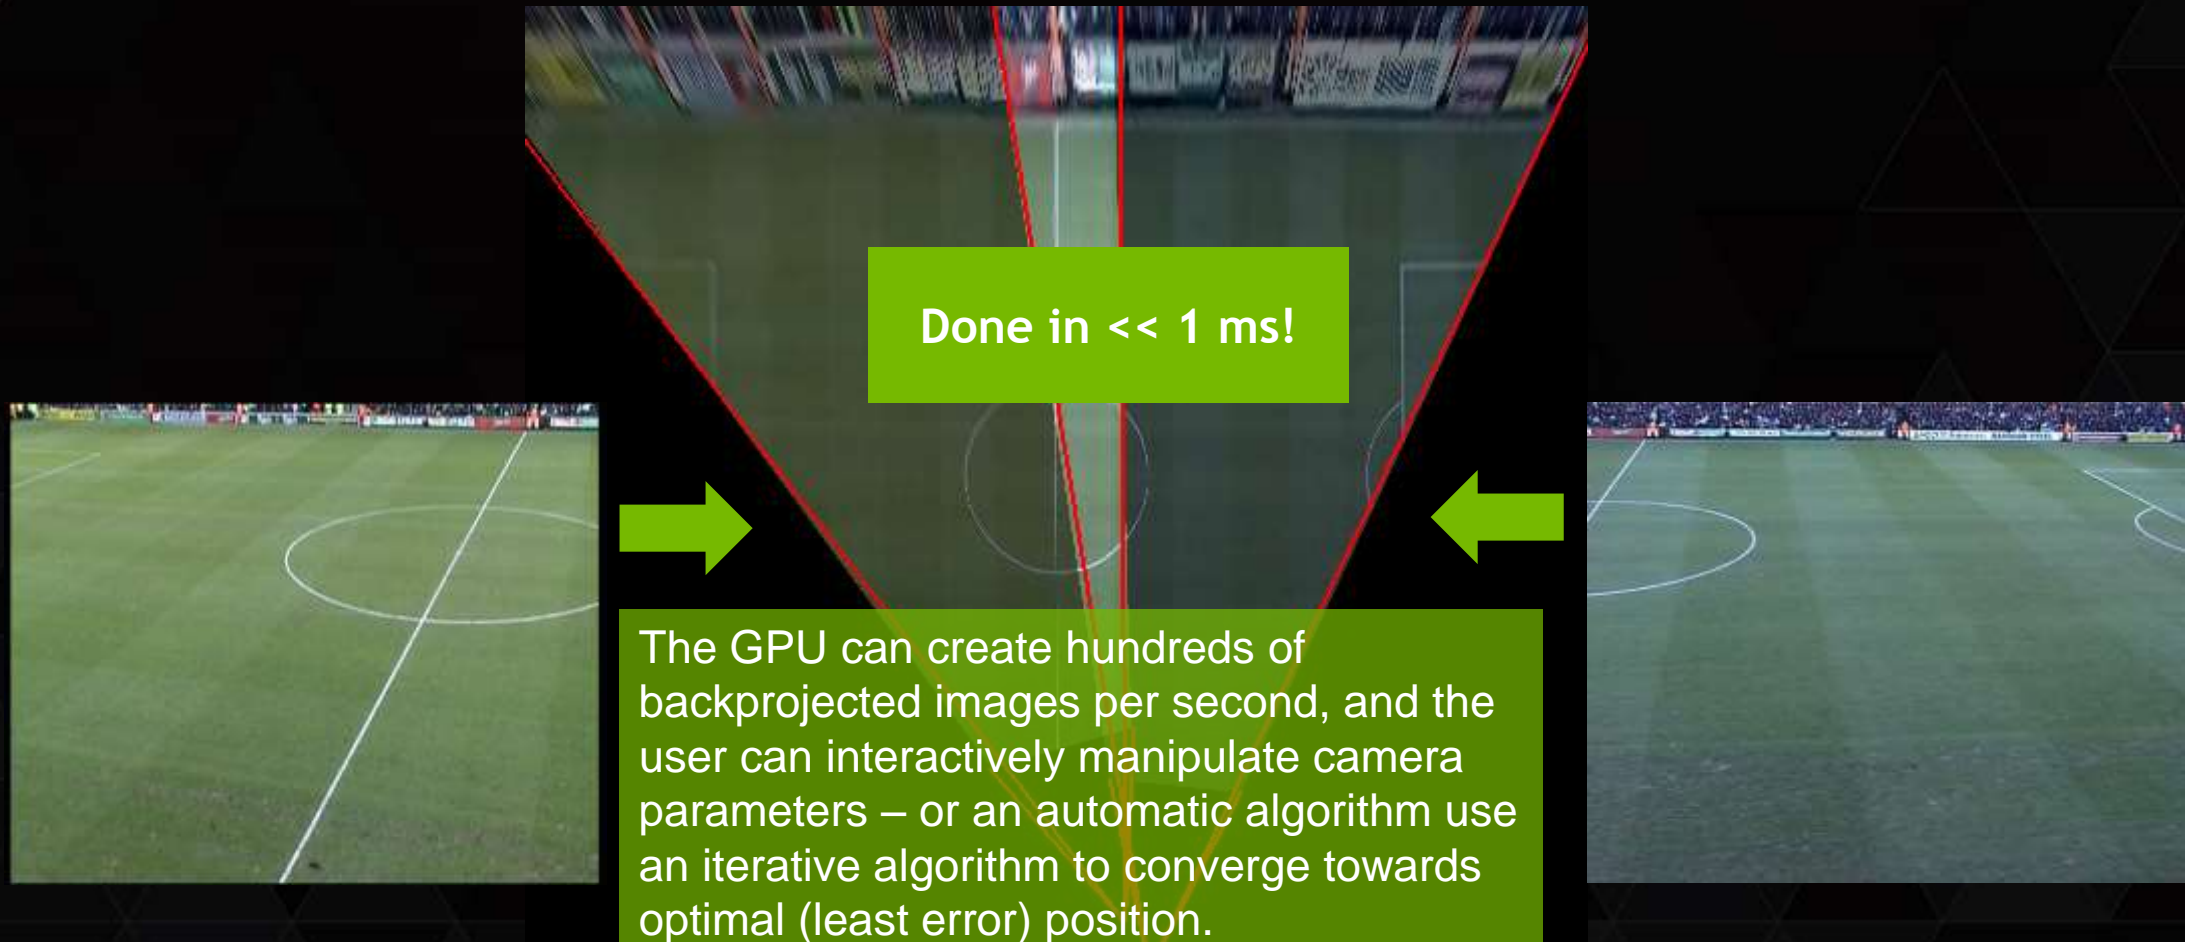 Done in << 1 ms!
The GPU can create hundreds of
backprojected images per second, and the
user can interactively manipulate camera
parameters – or an automatic algorithm use
an iterative algorithm to converge towards
optimal (least error) position.